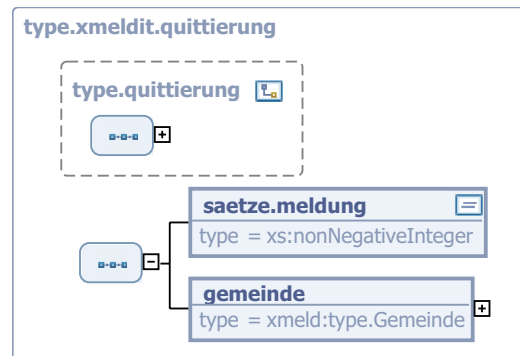 type.xmeldit.quittierung
type.quittierung
saetze.meldung
type = xs:nonNegativeInteger
gemeinde
type = xmeld:type.Gemeinde